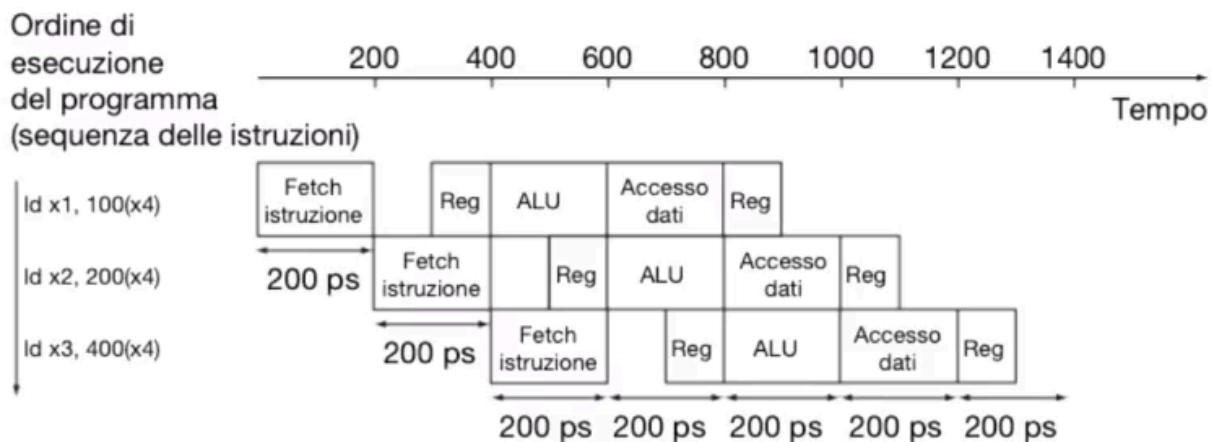 Ordine di
esecuzione
del programma
(sequenza delle istruzioni)
200 400 600 800 1000 1200 1400
Tempo
ld x1, 100(x4)
Fetch
istruzione
Reg
ALU
Accesso
dati
Reg
200 ps
ld x2, 200(x4)
Fetch
istruzione
Reg
ALU
Accesso
dati
Reg
200 ps
ld x3, 400(x4)
Fetch
istruzione
Reg
ALU
Accesso
dati
Reg
200 ps 200 ps 200 ps 200 ps 200 ps